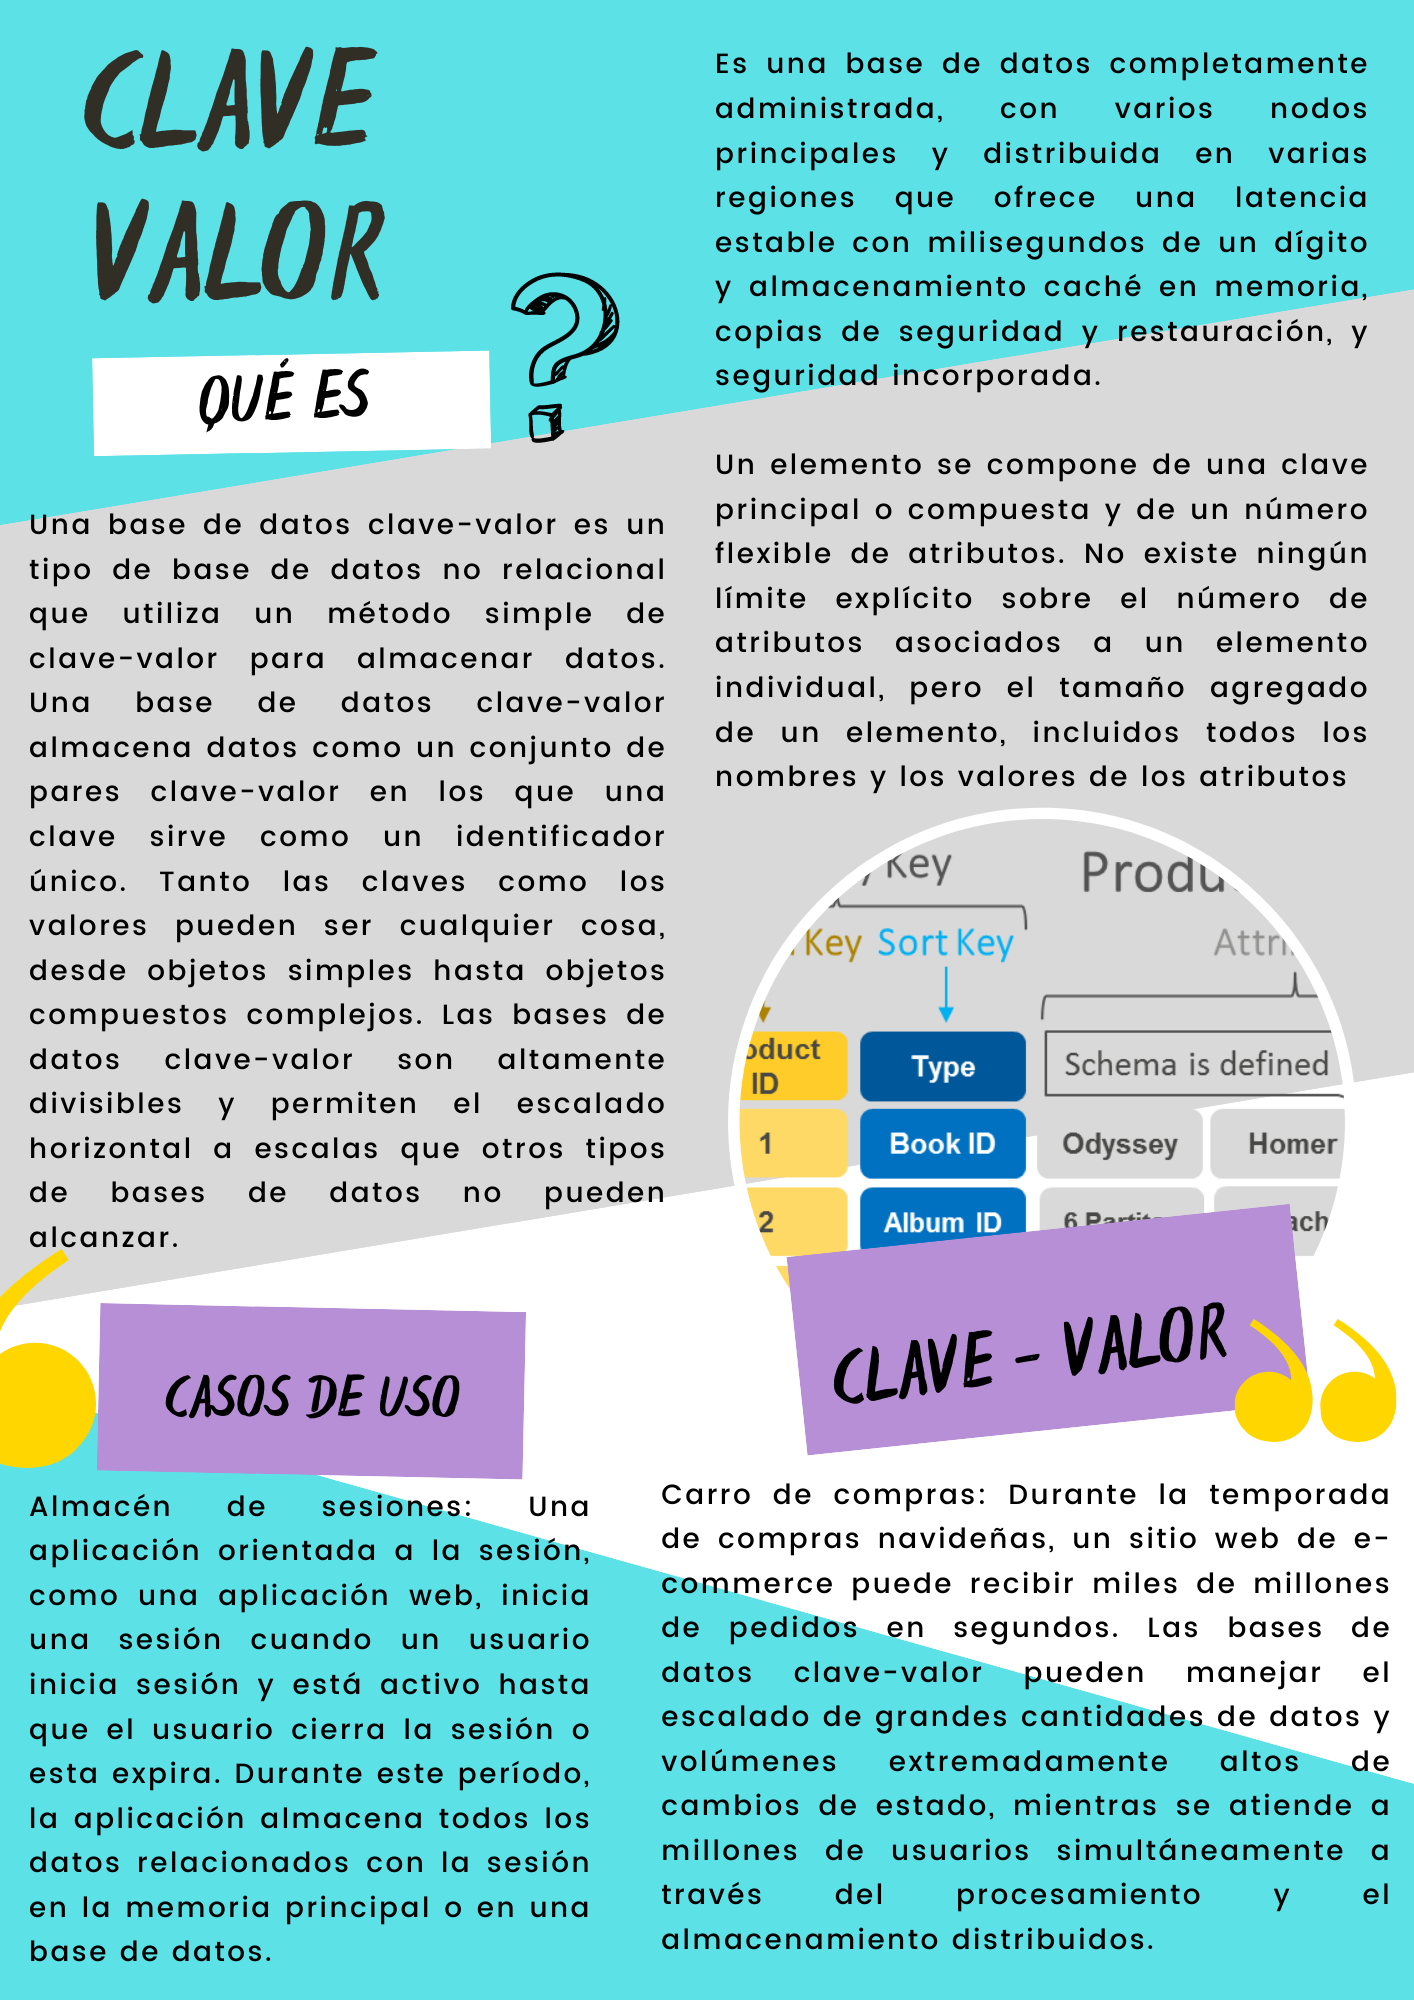 CLAVE
VALOR
QUÉ ES
?
Una base de datos clave-valor es un
tipo de base de datos no relacional
que utiliza un método simple de
clave-valor para almacenar datos.
Una base de datos clave-valor
almacena datos como un conjunto de
pares clave-valor en los que una
clave sirve como un identificador
único. Tanto las claves como los
valores pueden ser cualquier cosa,
desde objetos simples hasta objetos
compuestos complejos. Las bases de
datos clave-valor son altamente
divisibles y permiten el escalado
horizontal a escalas que otros tipos
de bases de datos no pueden
alcanzar.
Es una base de datos completamente
administrada, con varios nodos
principales y distribuida en varias
regiones que ofrece una latencia
estable con milisegundos de un dígito
y almacenamiento caché en memoria,
copias de seguridad y restauración, y
seguridad incorporada.
Un elemento se compone de una clave
principal o compuesta y de un número
flexible de atributos. No existe ningún
límite explícito sobre el número de
atributos asociados a un elemento
individual, pero el tamaño agregado
de un elemento, incluidos todos los
nombres y los valores de los atributos
Key
Key Sort Key
ID
Type
Schema is defined
1 Book ID Odyssey Homer
2 Album ID
CLAVE - VALOR
CASOS DE USO
Almacén de sesiones: Una
aplicación orientada a la sesión,
como una aplicación web, inicia
una sesión cuando un usuario
inicia sesión y está activo hasta
que el usuario cierra la sesión o
esta expira. Durante este período,
la aplicación almacena todos los
datos relacionados con la sesión
en la memoria principal o en una
base de datos.
Carro de compras: Durante la temporada
de compras navideñas, un sitio web de e-
commerce puede recibir miles de millones
de pedidos en segundos. Las bases de
datos clave-valor pueden manejar el
escalado de grandes cantidades de datos y
volúmenes extremadamente altos de
cambios de estado, mientras se atiende a
millones de usuarios simultáneamente a
través del procesamiento y el
almacenamiento distribuidos.